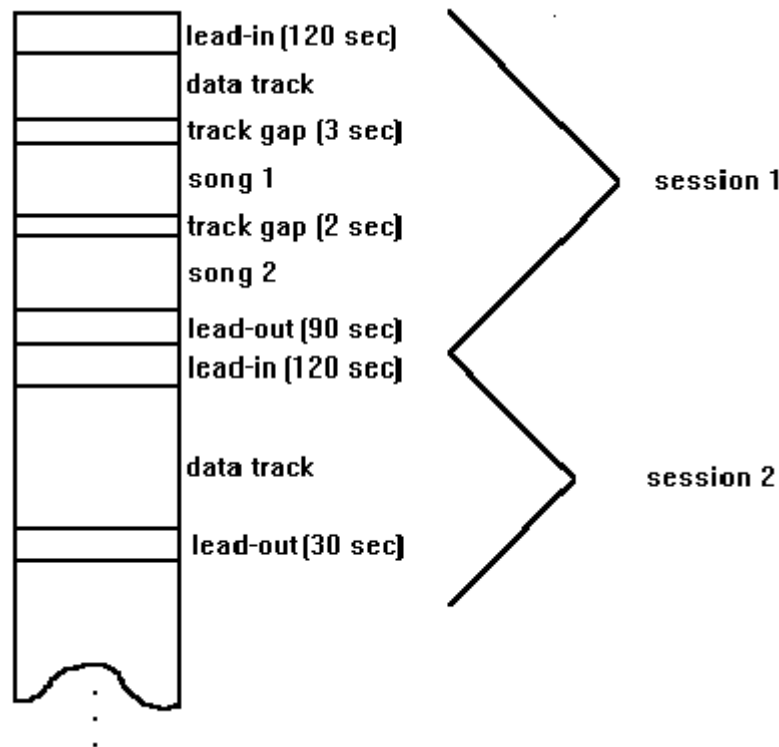 lead-in (120 sec)
data track
track gap (3 sec)
song 1
session 1
track gap (2 sec)
song 2
lead-out (90 sec)
lead-in (120 sec)
data track
session 2
lead-out (30 sec)